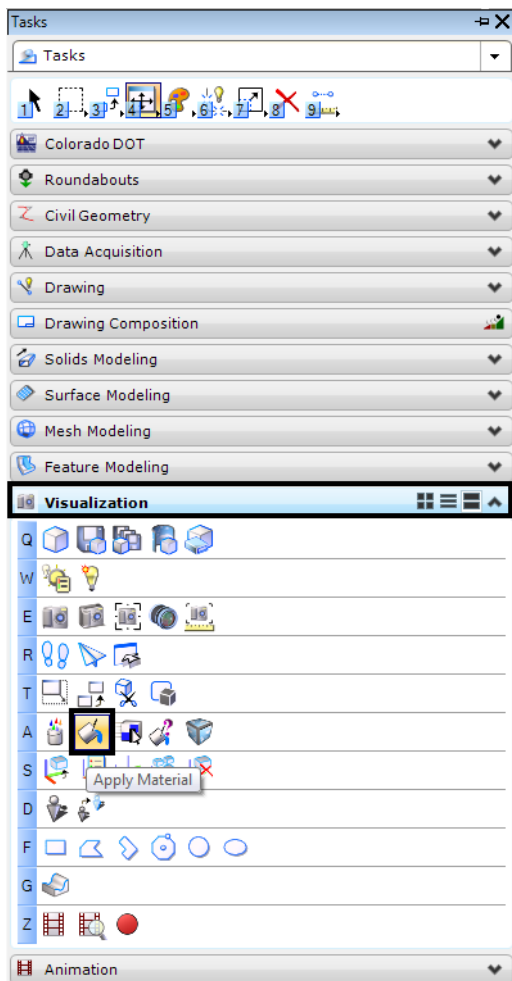 Tasks
Tasks
1 2 3 4 5 6 7 8 9
Colorado DOT
Roundabouts
Civil Geometry
Data Acquisition
Drawing
Drawing Composition
Solids Modeling
Surface Modeling
Mesh Modeling
Feature Modeling
Visualization
Q
W
E
R
T
A
S
Apply Material
D
F
G
Z
Animation